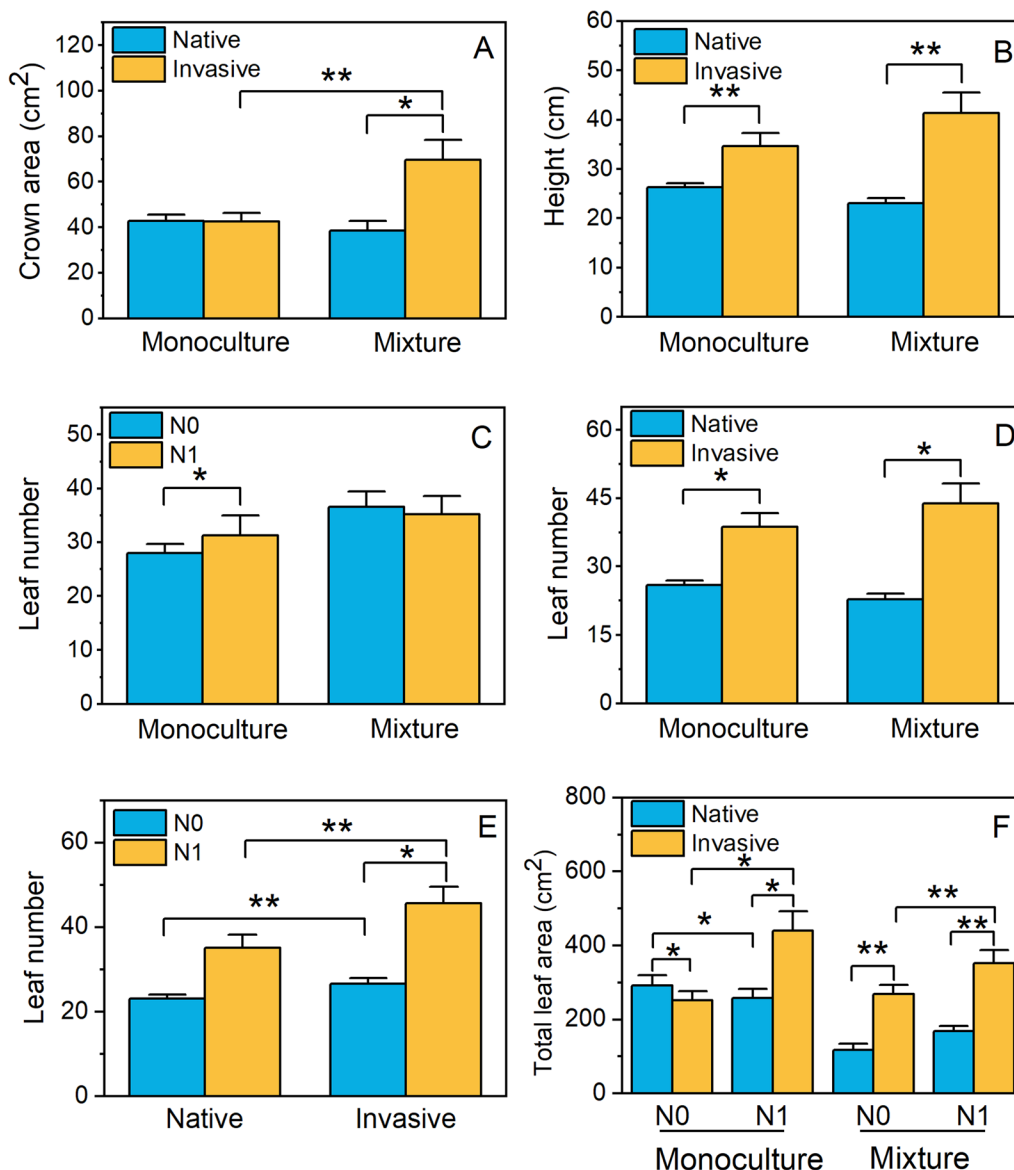 A
Native
Invasive
Crown area (cm2)
120
100
80
60
40
20
0
**
*
Monoculture
Mixture
B
Native
Invasive
Height (cm)
60
50
40
30
20
10
0
**
**
Monoculture
Mixture
C
N0
N1
Leaf number
50
40
30
20
10
0
*
Monoculture
Mixture
D
Native
Invasive
Leaf number
60
45
30
15
0
*
*
Monoculture
Mixture
E
N0
N1
Leaf number
60
40
20
0
**
**
*
Native
Invasive
F
Native
Invasive
Total leaf area (cm2)
800
600
400
200
0
*
*
*
*
**
**
**
N0
N1
N0
N1
Monoculture
Mixture